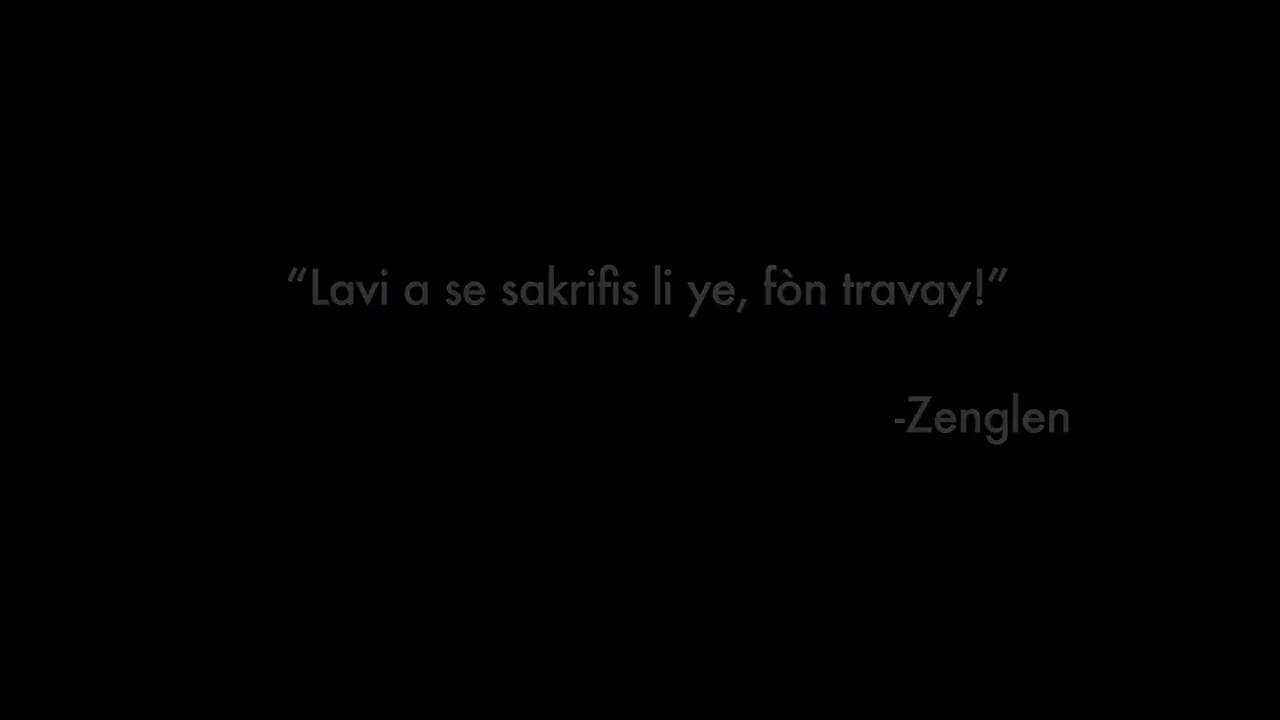 “Lavi a se sakrifis li ye, fòn travay!”
-Zenglen